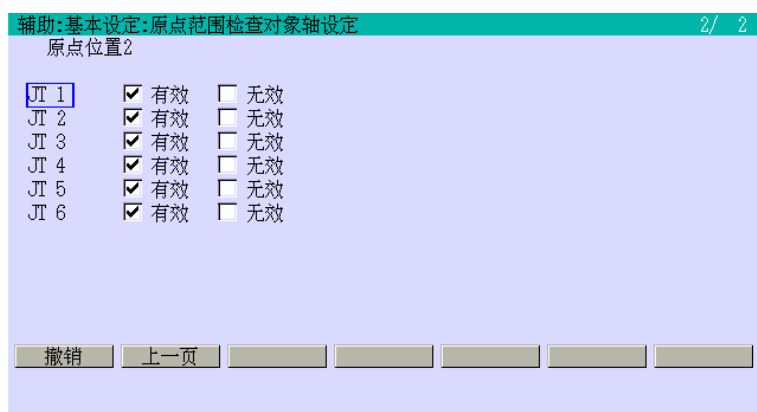 辅助:基本设定:原点范围检查对象轴设定 2/ 2
原点位置2
JT 1 有效 无效
JT 2 有效 无效
JT 3 有效 无效
JT 4 有效 无效
JT 5 有效 无效
JT 6 有效 无效
撤销 上一页